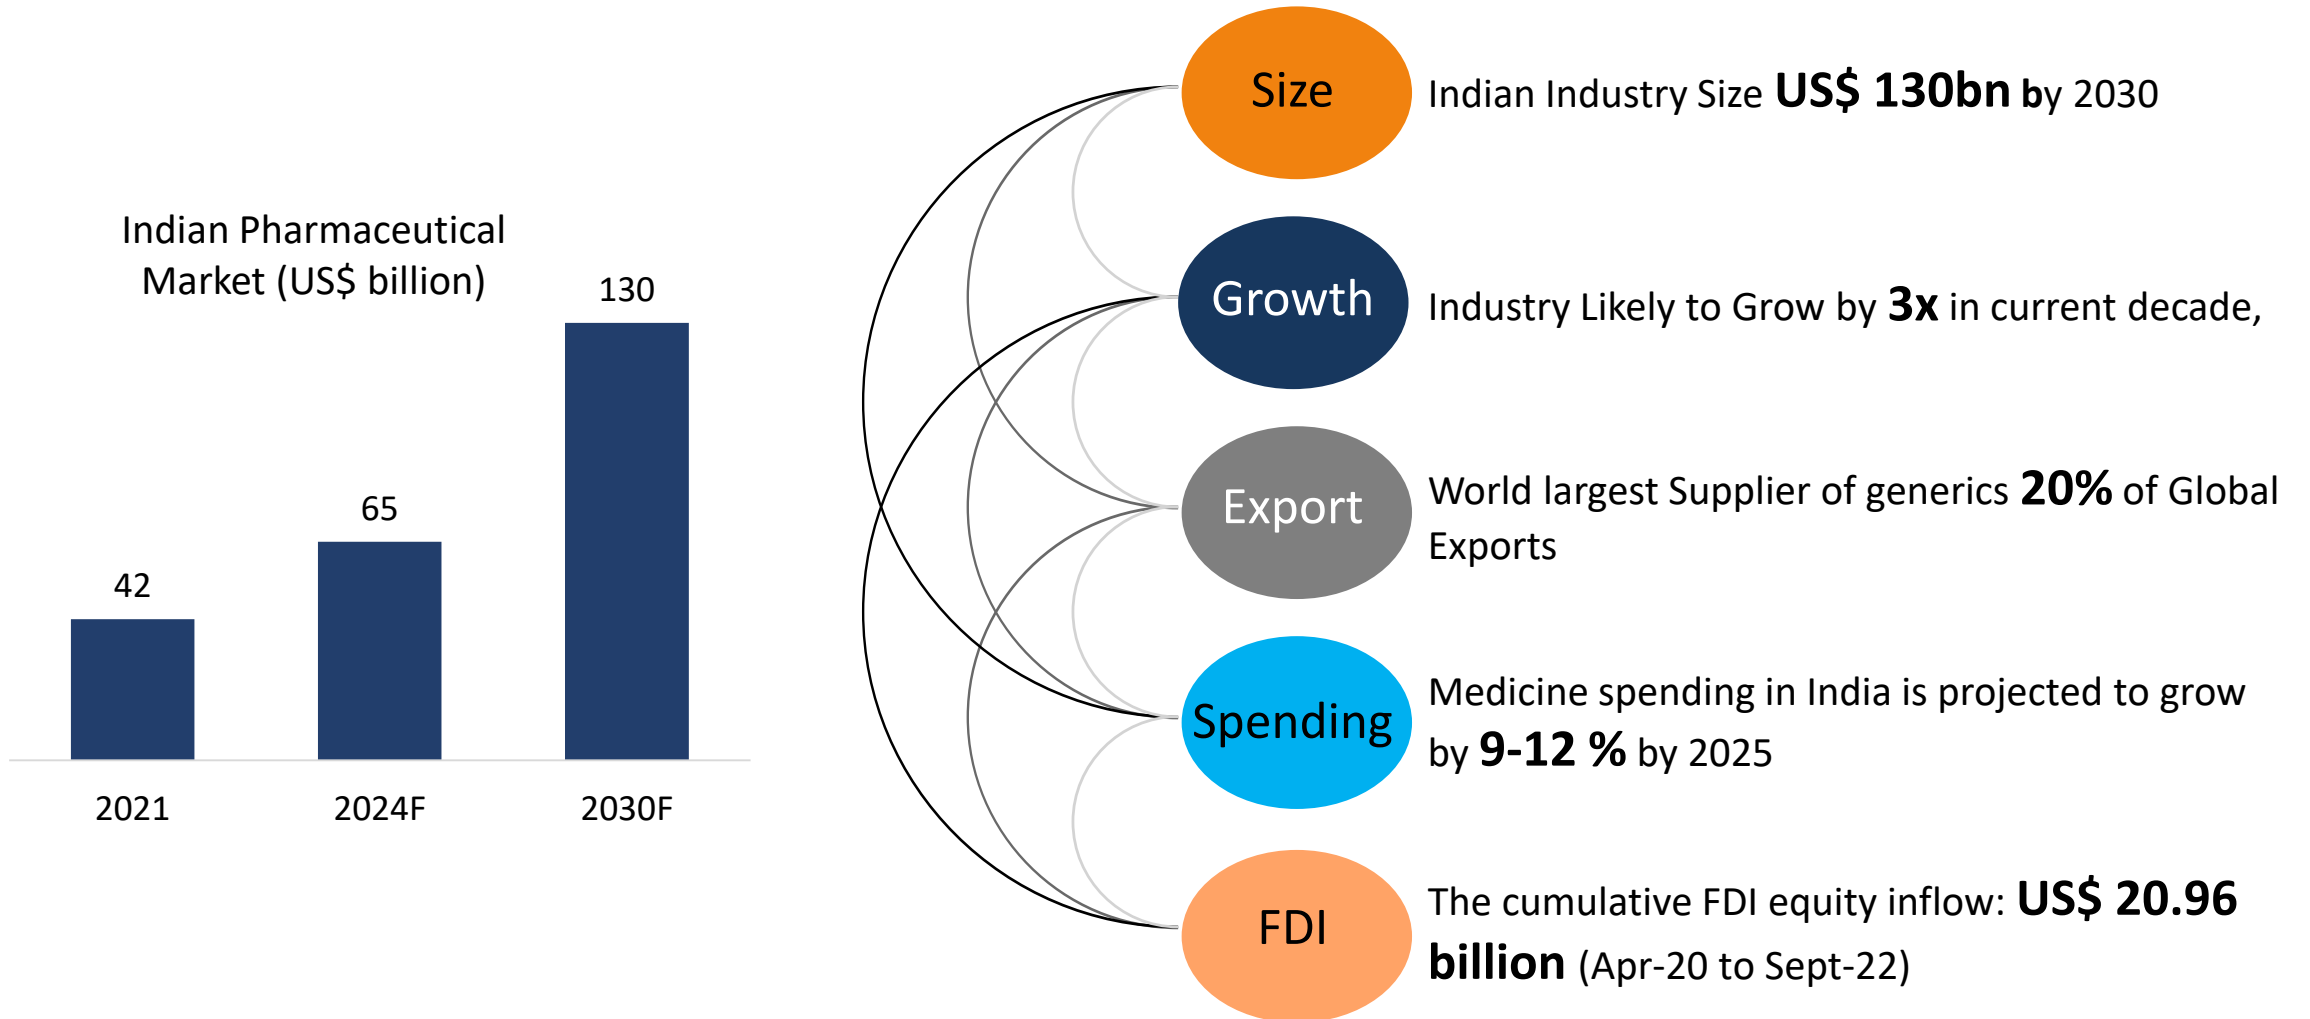 Indian Pharmaceutical
Market (US$ billion)
130
65
42
2021
2024F
2030F
Size
Indian Industry Size US$ 130bn by 2030
Growth
Industry Likely to Grow by 3x in current decade,
Export
World largest Supplier of generics 20% of Global
Exports
Spending
Medicine spending in India is projected to grow
by 9-12 % by 2025
FDI
The cumulative FDI equity inflow: US$ 20.96
billion (Apr-20 to Sept-22)